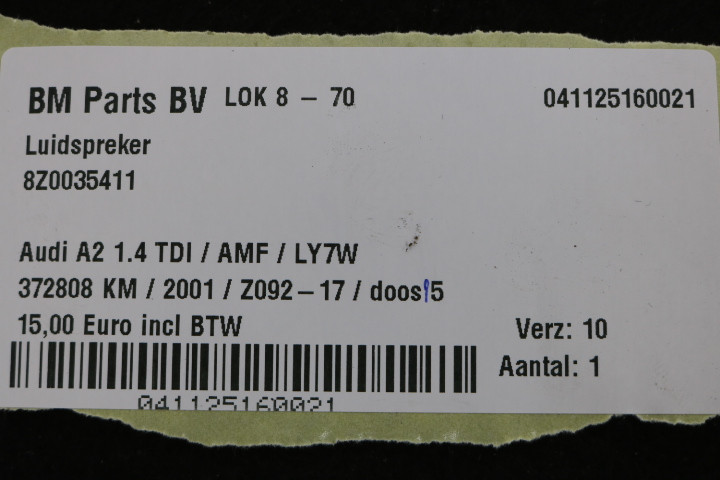 BM Parts BV LOK 8 – 70 041125160021
Luidspreker
8Z0035411
Audi A2 1.4 TDI / AMF / LY7W
372808 KM / 2001 / Z092–17 / doos 5
15,00 Euro incl BTW Verz: 10
Aantal: 1
041125160021